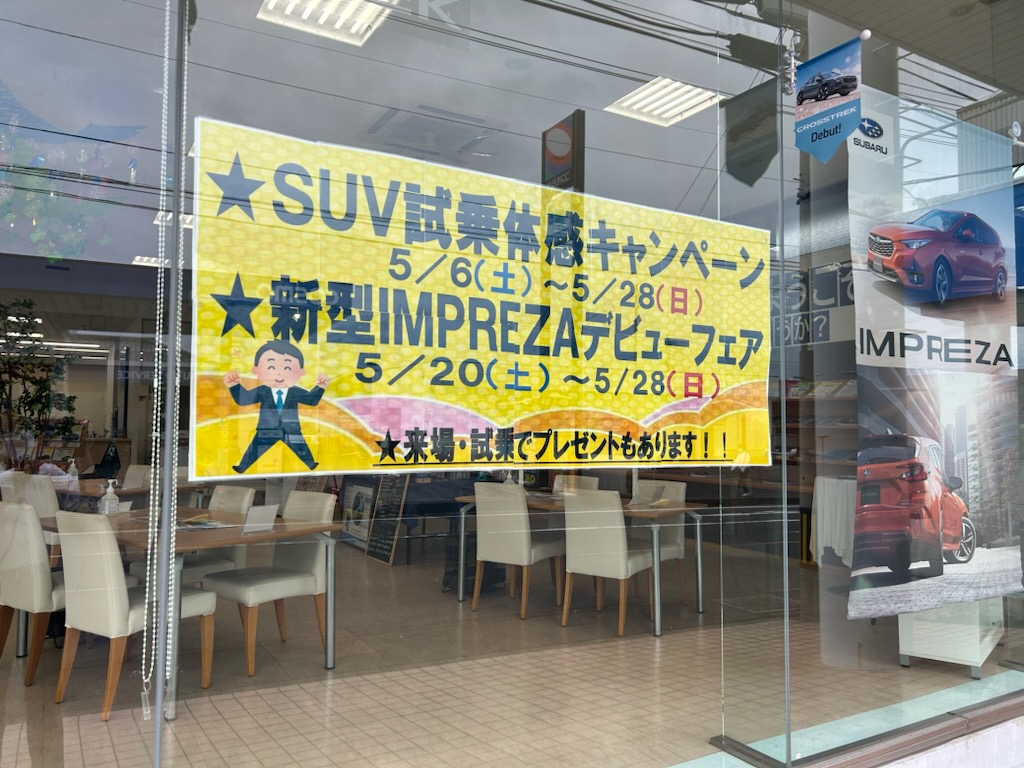 ★SUV試乗体感キャンペーン
5/6(土)~5/28(日)
★新型IMPREZAデビューフェア
5/20(土)~5/28(日)
★来場・試乗でプレゼントもあります!!
CROSSTREK
Debut!
SUBARU
IMPREZA